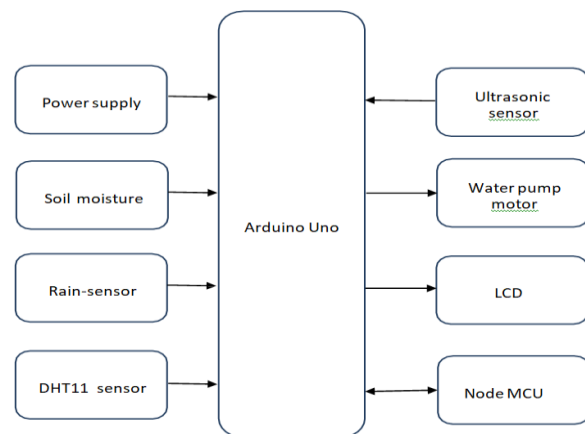 Power supply
Soil moisture
Rain-sensor
DHT11 sensor
Arduino Uno
Ultrasonic
sensor
Water pump
motor
LCD
Node MCU